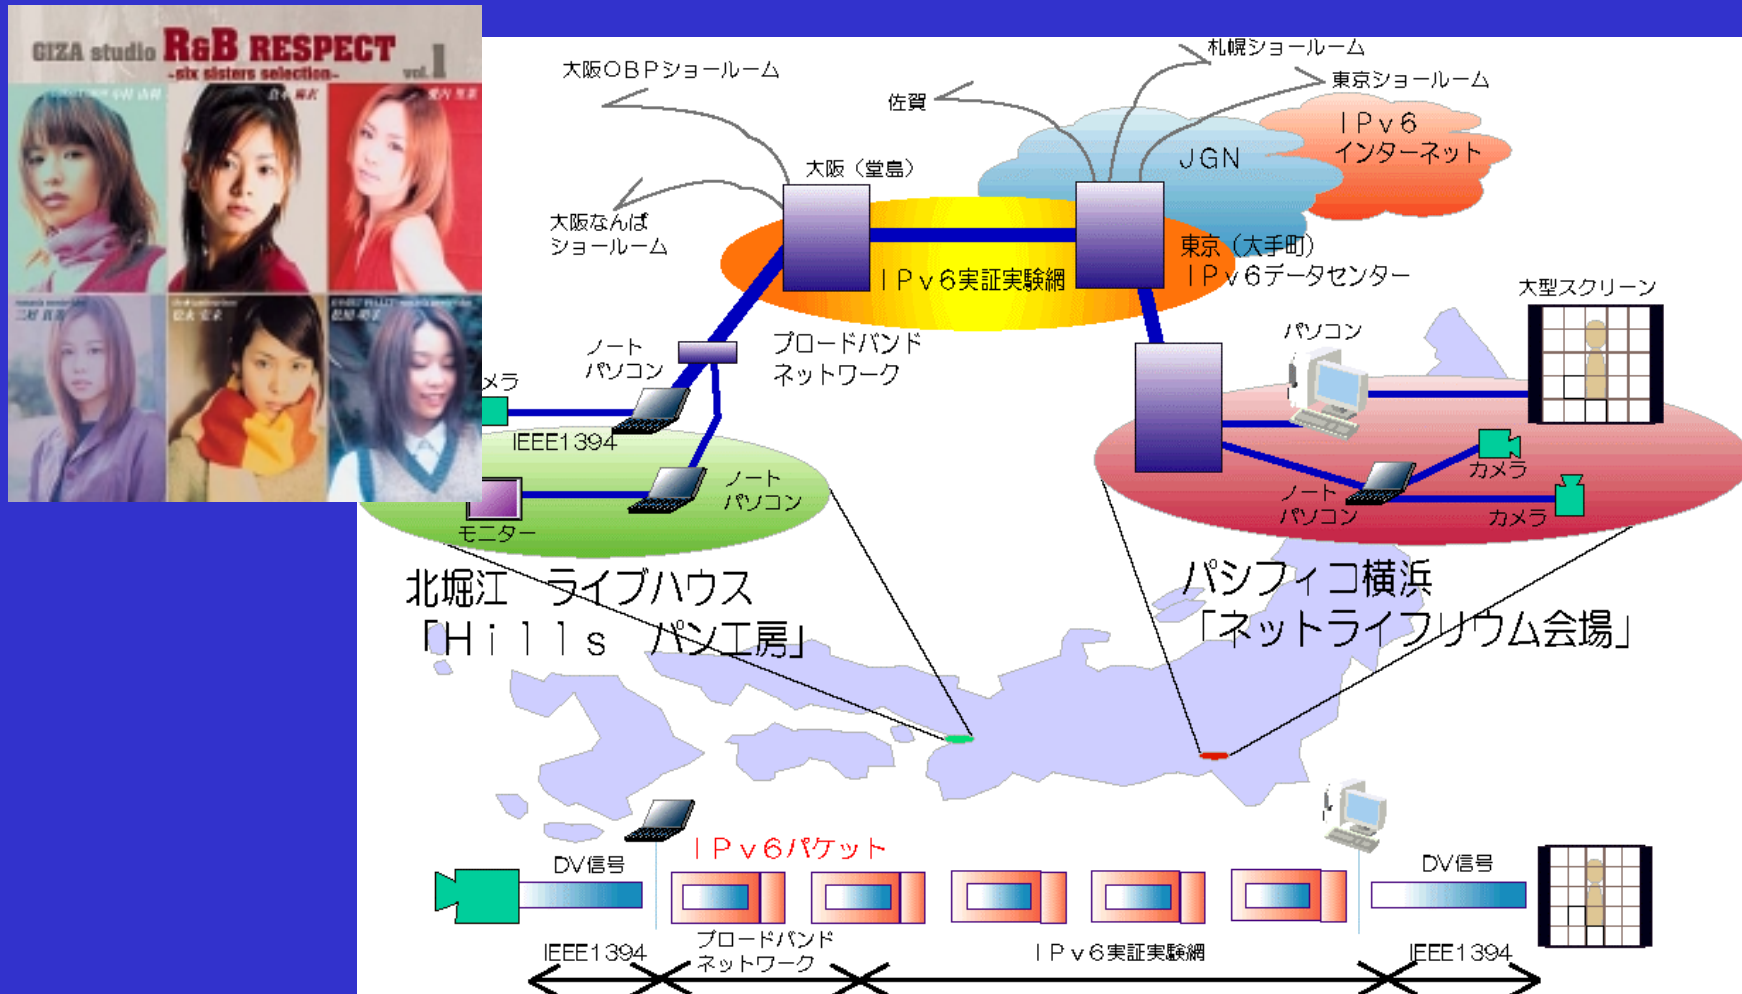 GIZA studio R&B RESPECT vol.1
-six sisters selection-
大阪OBPショールーム
札幌ショールーム
佐賀
東京ショールーム
IPv6
インターネット
JGN
大阪(堂島)
大阪なんば
ショールーム
東京(大手町)
IPv6データセンター
IPv6実証実験網
大型スクリーン
パソコン
ノート
パソコン
ブロードバンド
ネットワーク
メラ
IEEE1394
ノート
パソコン
モニター
カメラ
ノート
パソコン
カメラ
北堀江 ライブハウス
「Hills パン工房」
パシフィコ横浜
「ネットライフリウム会場」
IPv6パケット
DV信号
DV信号
IEEE1394
ブロードバンド
ネットワーク
IPv6実証実験網
IEEE1394